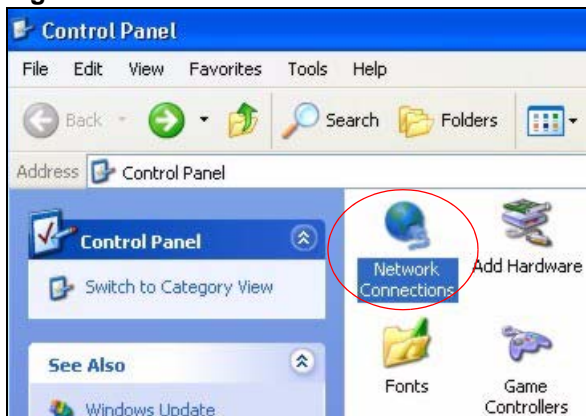 Control Panel
File Edit View Favorites Tools Help
Back Search Folders
Address Control Panel
Control Panel
Switch to Category View
See Also
Windows Update
Network
Connections
Add Hardware
Fonts
Game
Controllers